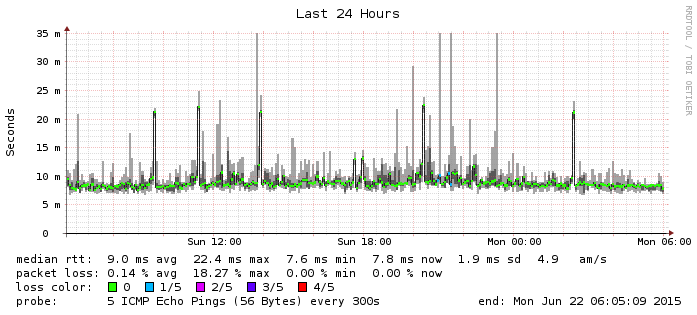 Last 24 Hours
RRDTOOL / TOBI OETIKER
Seconds
35 m
30 m
25 m
20 m
15 m
10 m
5 m
0
Sun 12:00 Sun 18:00 Mon 00:00 Mon 06:00
median rtt: 9.0 ms avg 22.4 ms max 7.6 ms min 7.8 ms now 1.9 ms sd 4.9 am/s
packet loss: 0.14 % avg 18.27 % max 0.00 % min 0.00 % now
loss color: 0 1/5 2/5 3/5 4/5
probe: 5 ICMP Echo Pings (56 Bytes) every 300s end: Mon Jun 22 06:05:09 2015